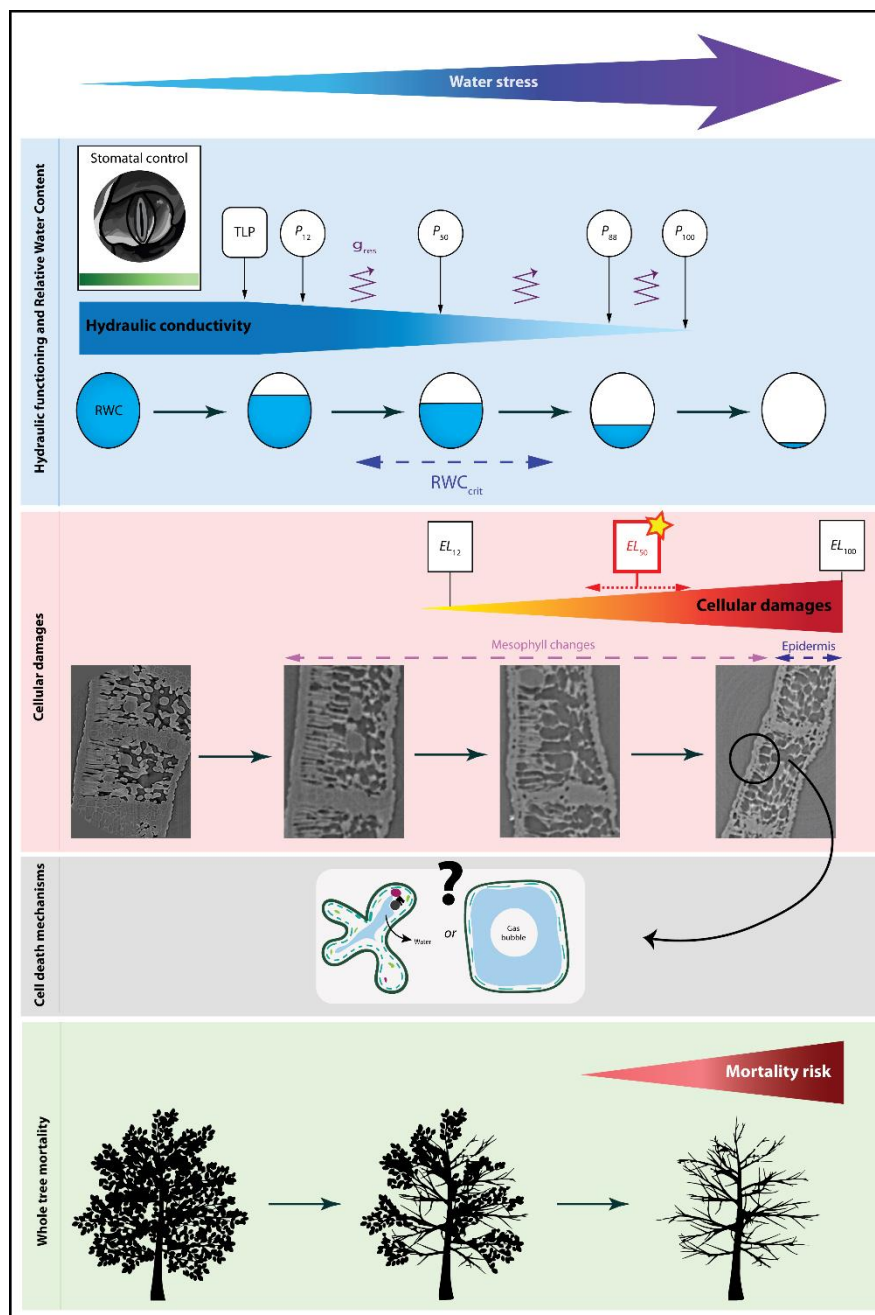 Water stress
Hydraulic functioning and Relative Water Content
Stomatal control
TLP
P12
P50
P88
P100
gres
Hydraulic conductivity
RWC
RWCcrit
Cellular damages
EL12
EL50
EL100
Cellular damages
Mesophyll changes
Epidermis
Cell death mechanisms
?
Water
or
Gas
bubble
Whole tree mortality
Mortality risk